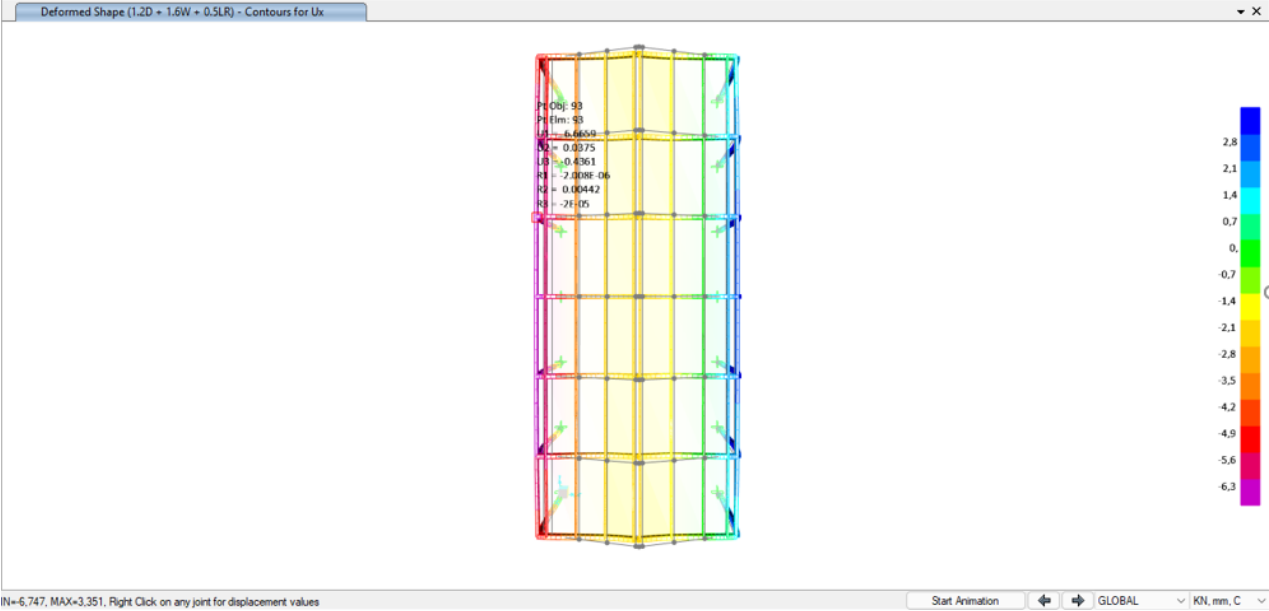 Deformed Shape (1.2D + 1.6W + 0.5LR) - Contours for Ux
Pt Obj: 93
Pt Elm: 93
U1 = -6.6659
U2 = 0.0375
U3 = -0.4361
R1 = -2.008E-06
R2 = 0.00442
R3 = -2E-05
2,8
2,1
1,4
0,7
0,
-0,7
-1,4
-2,1
-2,8
-3,5
-4,2
-4,9
-5,6
-6,3
IN=-6,747, MAX=3,351, Right Click on any joint for displacement values
Start Animation
GLOBAL
KN, mm, C